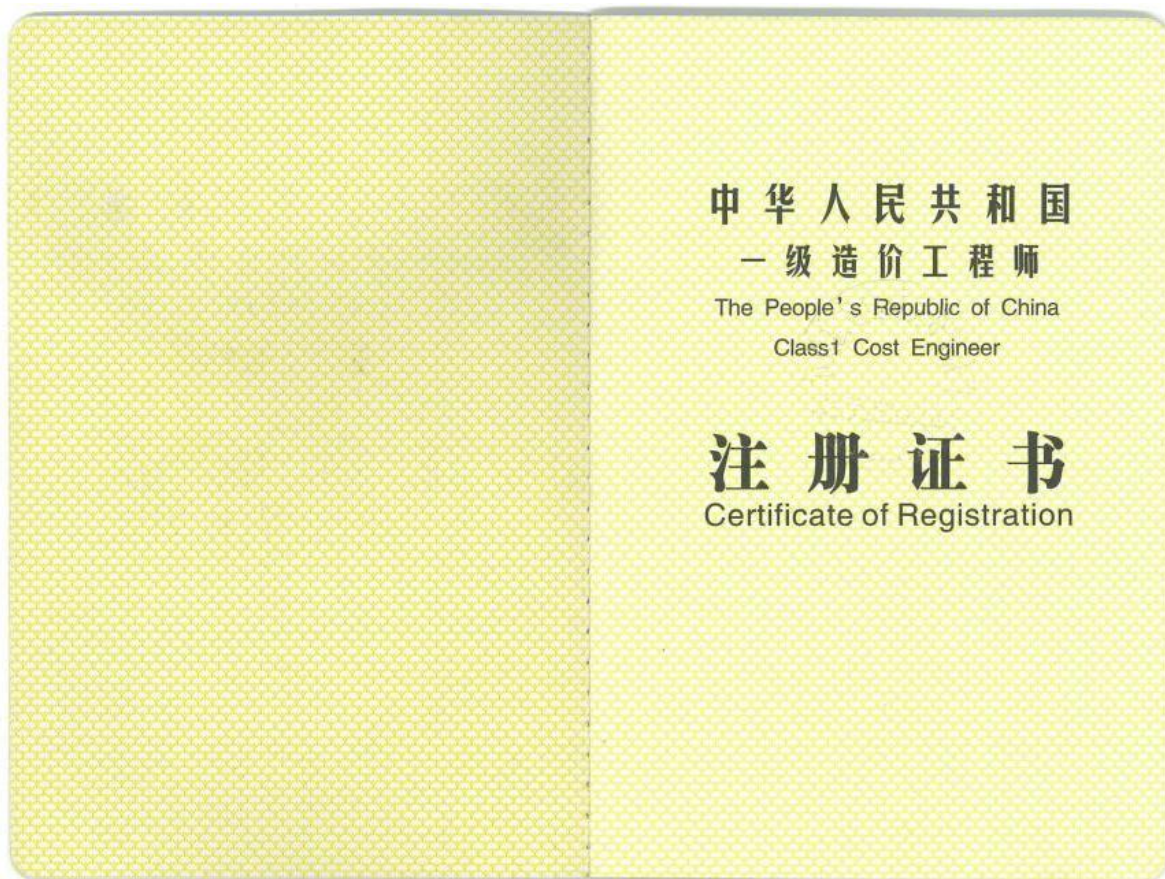 中华人民共和国
一级造价工程师
The People's Republic of China
Class1 Cost Engineer
注册证书
Certificate of Registration